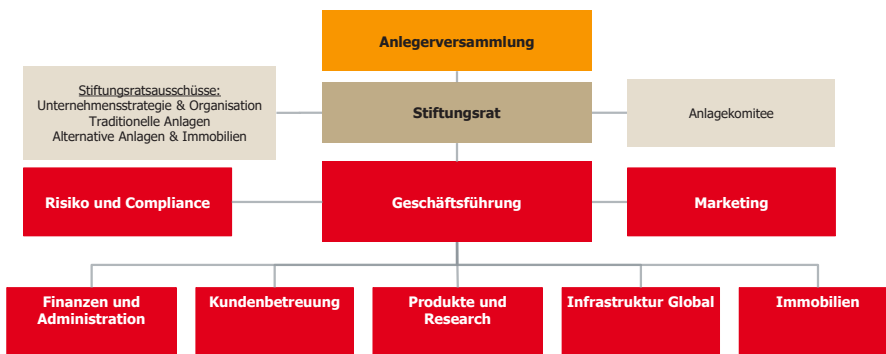 Anlegerversammlung
Stiftungsratsausschüsse:
Unternehmensstrategie & Organisation
Traditionelle Anlagen
Alternative Anlagen & Immobilien
Stiftungsrat
Anlagekomitee
Risiko und Compliance
Geschäftsführung
Marketing
Finanzen und
Administration
Kundenbetreuung
Produkte und
Research
Infrastruktur Global
Immobilien